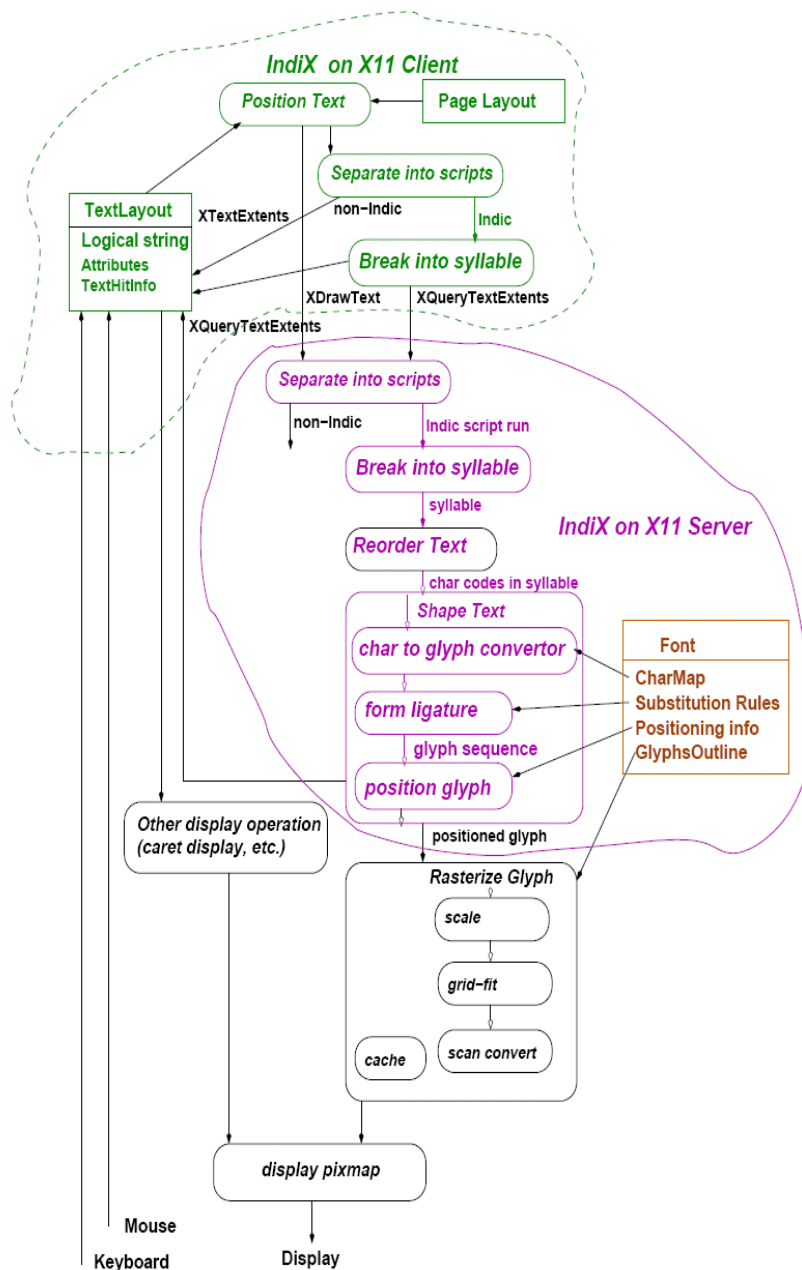 IndiX on X11 Client
Position Text
Page Layout
Separate into scripts
TextLayout
XTextExtents
non-Indic
Indic
Logical string
Attributes
TextHitInfo
Break into syllable
XDrawText
XQueryTextExtents
XQueryTextExtents
Separate into scripts
non-Indic
Indic script run
Break into syllable
syllable
IndiX on X11 Server
Reorder Text
char codes in syllable
Shape Text
char to glyph convertor
Font
CharMap
Substitution Rules
Positioning info
GlyphsOutline
form ligature
glyph sequence
position glyph
Other display operation
(caret display, etc.)
positioned glyph
Rasterize Glyph
scale
grid-fit
scan convert
cache
display pixmap
Mouse
Keyboard
Display